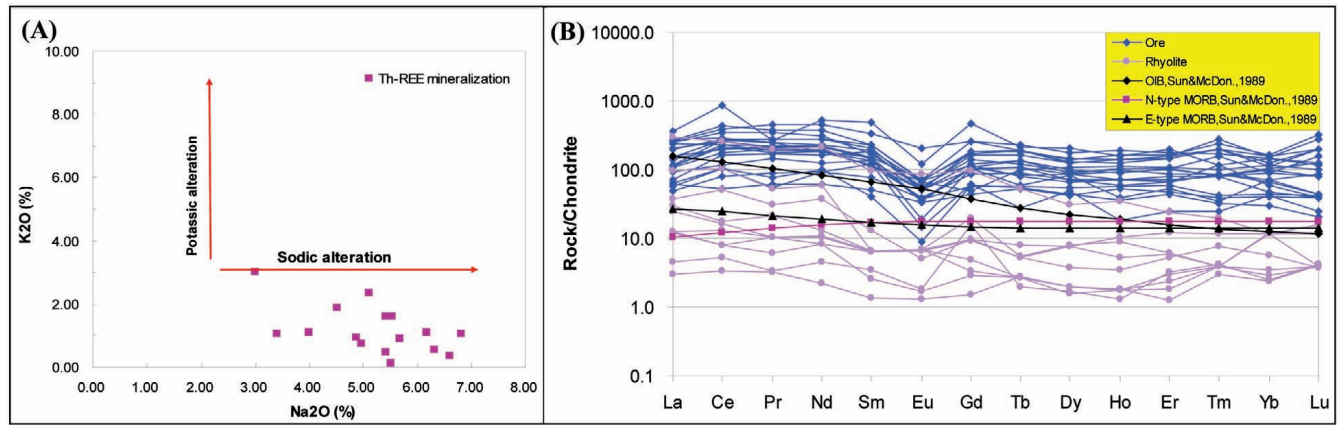 (A)
10.00
8.00
6.00
4.00
2.00
0.00
K2O (%)
Potassic alteration
Th-REE mineralization
Sodic alteration
0.00 1.00 2.00 3.00 4.00 5.00 6.00 7.00 8.00
Na2O (%)
(B)
10000.0
1000.0
100.0
10.0
1.0
0.1
Rock/Chondrite
Ore
Rhyolite
OIB,Sun&McDon.,1989
N-type MORB,Sun&McDon.,1989
E-type MORB,Sun&McDon.,1989
La Ce Pr Nd Sm Eu Gd Tb Dy Ho Er Tm Yb Lu